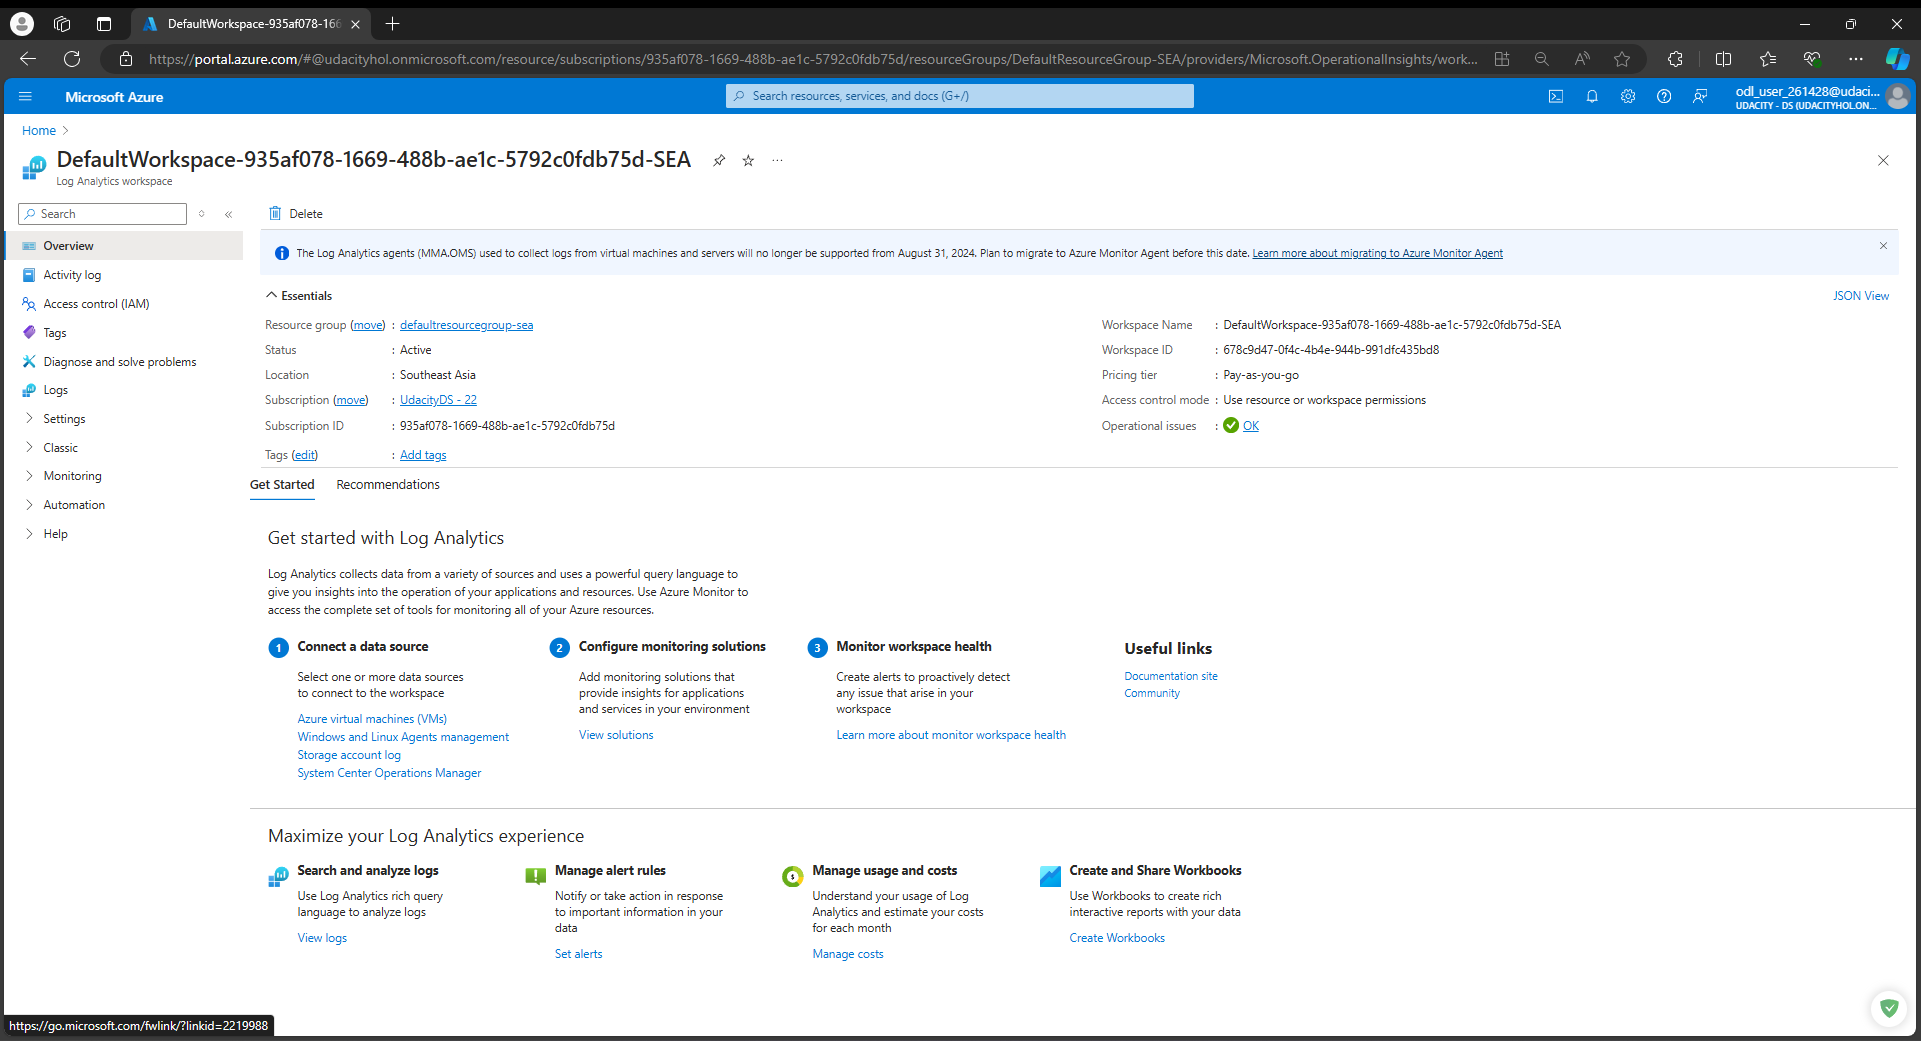 DefaultWorkspace-935af078-166
https://portal.azure.com/#@udacityhol.onmicrosoft.com/resource/subscriptions/935af078-1669-488b-ae1c-5792c0fdb75d/resourceGroups/DefaultResourceGroup-SEA/providers/Microsoft.OperationalInsights/work...
Microsoft Azure
Search resources, services, and docs (G+/)
odl_user_261428@udaci...
UDACITY - DS (UDACITYHOL.ON...
Home >
DefaultWorkspace-935af078-1669-488b-ae1c-5792c0fdb75d-SEA
Log Analytics workspace
Search
Overview
Activity log
Access control (IAM)
Tags
Diagnose and solve problems
Logs
Settings
Classic
Monitoring
Automation
Help
Delete
The Log Analytics agents (MMA,OMS) used to collect logs from virtual machines and servers will no longer be supported from August 31, 2024. Plan to migrate to Azure Monitor Agent before this date. Learn more about migrating to Azure Monitor Agent
Essentials
JSON View
Resource group (move) : defaultresourcegroup-sea
Status : Active
Location : Southeast Asia
Subscription (move) : UdacityDS - 22
Subscription ID : 935af078-1669-488b-ae1c-5792c0fdb75d
Tags (edit) : Add tags
Workspace Name : DefaultWorkspace-935af078-1669-488b-ae1c-5792c0fdb75d-SEA
Workspace ID : 678c9d47-0f4c-4b4e-944b-991dfc435bd8
Pricing tier : Pay-as-you-go
Access control mode : Use resource or workspace permissions
Operational issues : OK
Get Started Recommendations
Get started with Log Analytics
Log Analytics collects data from a variety of sources and uses a powerful query language to
give you insights into the operation of your applications and resources. Use Azure Monitor to
access the complete set of tools for monitoring all of your Azure resources.
1 Connect a data source
Select one or more data sources
to connect to the workspace
Azure virtual machines (VMs)
Windows and Linux Agents management
Storage account log
System Center Operations Manager
2 Configure monitoring solutions
Add monitoring solutions that
provide insights for applications
and services in your environment
View solutions
3 Monitor workspace health
Create alerts to proactively detect
any issue that arise in your
workspace
Learn more about monitor workspace health
Useful links
Documentation site
Community
Maximize your Log Analytics experience
Search and analyze logs
Use Log Analytics rich query
language to analyze logs
View logs
Manage alert rules
Notify or take action in response
to important information in your
data
Set alerts
Manage usage and costs
Understand your usage of Log
Analytics and estimate your costs
for each month
Manage costs
Create and Share Workbooks
Use Workbooks to create rich
interactive reports with your data
Create Workbooks
https://go.microsoft.com/fwlink/?linkid=2219988